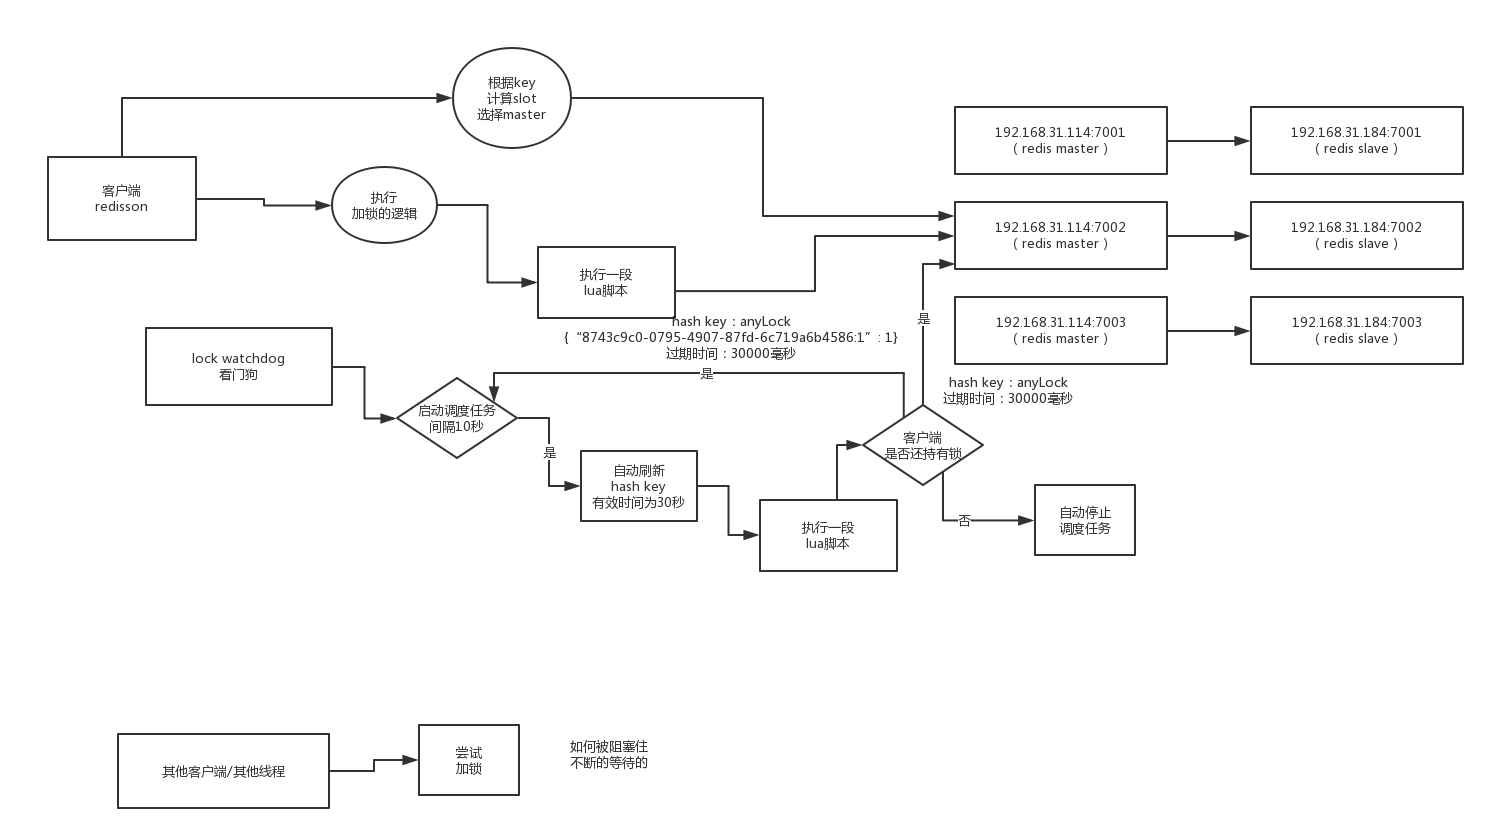 根据key
计算slot
选择master
客户端
redisson
执行
加锁的逻辑
执行一段
lua脚本
192.168.31.114:7001
( redis master )
192.168.31.184:7001
( redis slave )
192.168.31.114:7002
( redis master )
192.168.31.184:7002
( redis slave )
192.168.31.114:7003
( redis master )
192.168.31.184:7003
( redis slave )
hash key : anyLock
{ “8743c9c0-0795-4907-87fd-6c719a6b4586:1” : 1}
过期时间 : 30000毫秒
lock watchdog
看门狗
启动调度任务
间隔10秒
是
是
自动刷新
hash key
有效时间为30秒
执行一段
lua脚本
是
hash key : anyLock
过期时间 : 30000毫秒
客户端
是否还持有锁
否
自动停止
调度任务
其他客户端/其他线程
尝试
加锁
如何被阻塞住
不断的等待的